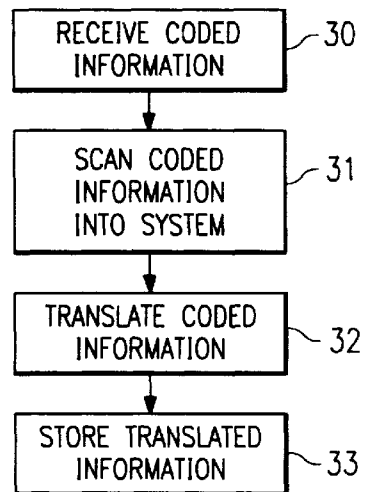 RECEIVE CODED
INFORMATION
30
SCAN CODED
INFORMATION
INTO SYSTEM
31
TRANSLATE CODED
INFORMATION
32
STORE TRANSLATED
INFORMATION
33